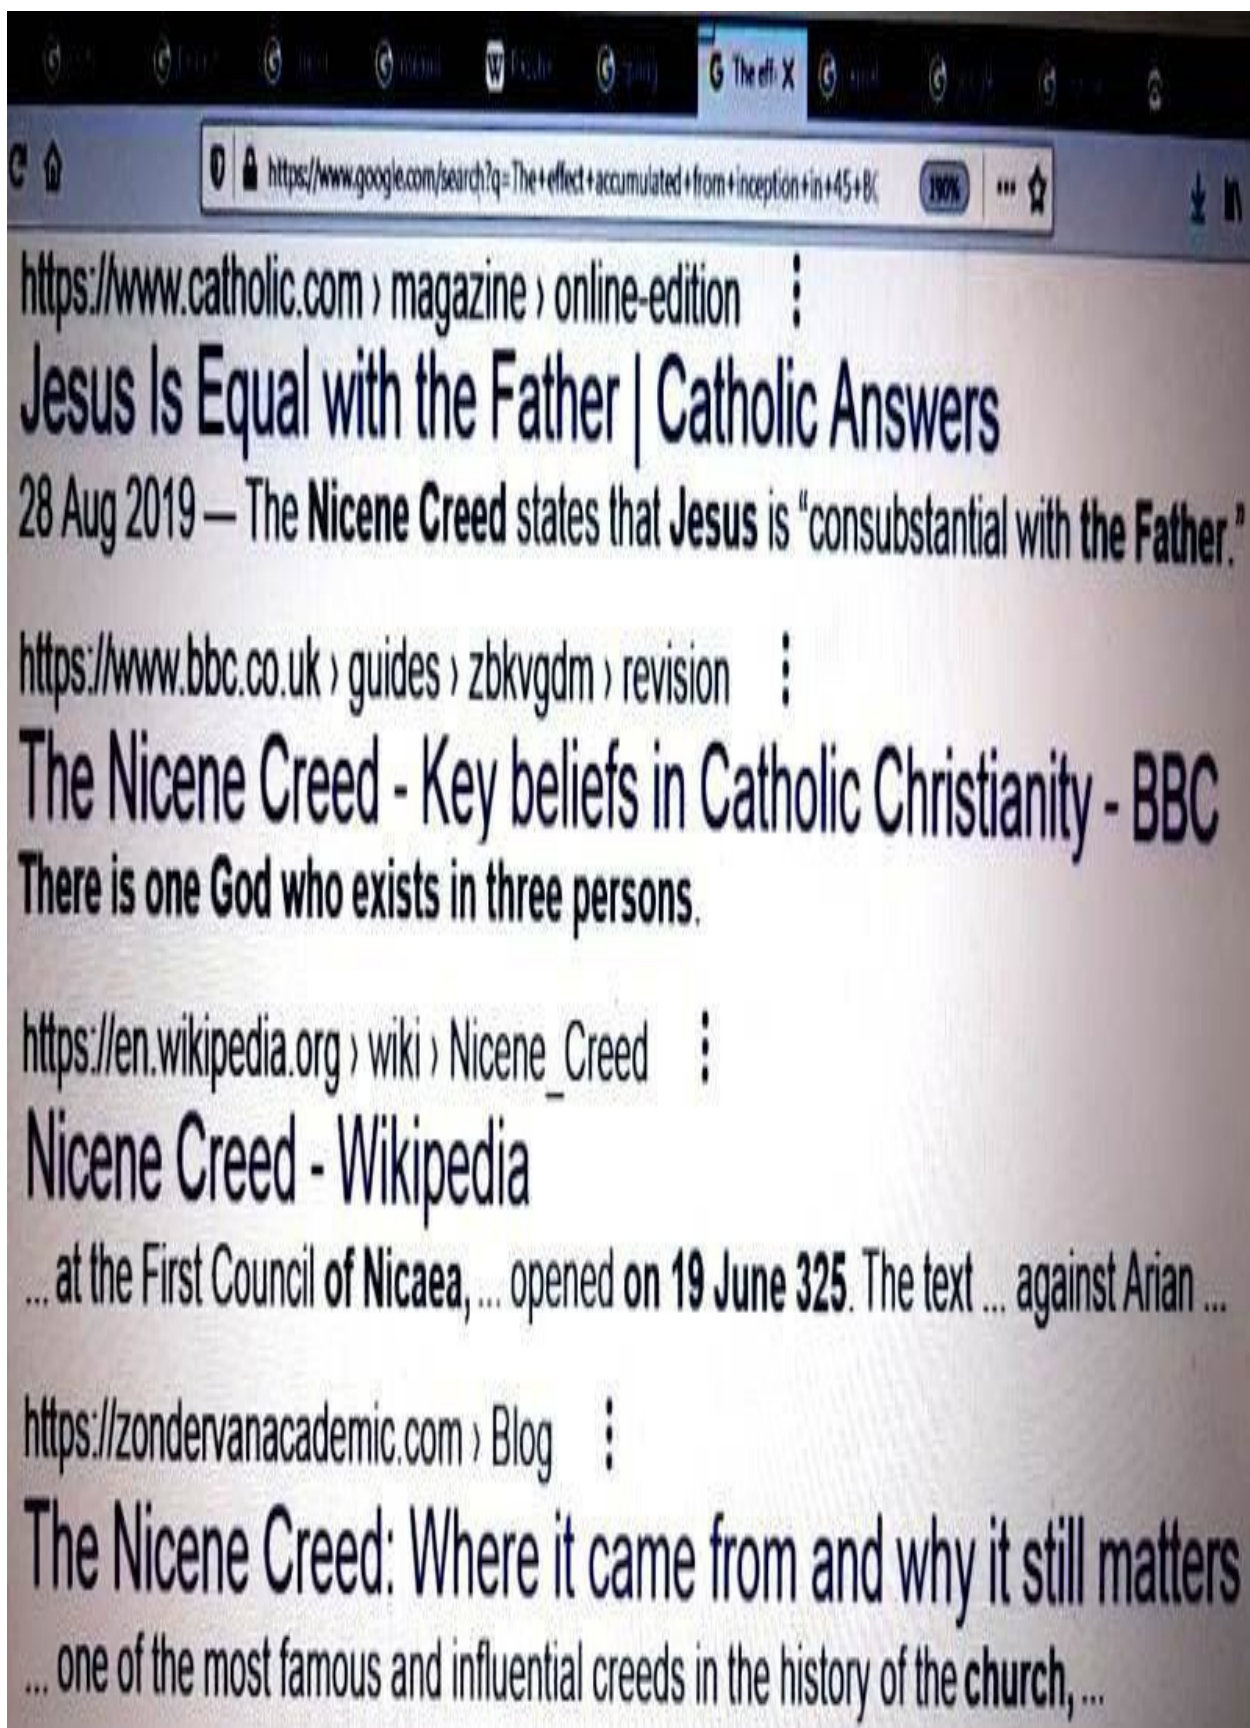 The eff
https://www.google.com/search?q=The+effect+accumulated+from+inception+in+45+B
190%
https://www.catholic.com › magazine › online-edition
Jesus Is Equal with the Father | Catholic Answers
28 Aug 2019 — The Nicene Creed states that Jesus is “consubstantial with the Father.”
https://www.bbc.co.uk › guides › zbkvgdm › revision
The Nicene Creed - Key beliefs in Catholic Christianity - BBC
There is one God who exists in three persons.
https://en.wikipedia.org › wiki › Nicene_Creed
Nicene Creed - Wikipedia
... at the First Council of Nicaea, ... opened on 19 June 325. The text ... against Arian ...
https://zondervanacademic.com › Blog
The Nicene Creed: Where it came from and why it still matters
... one of the most famous and influential creeds in the history of the church, ...